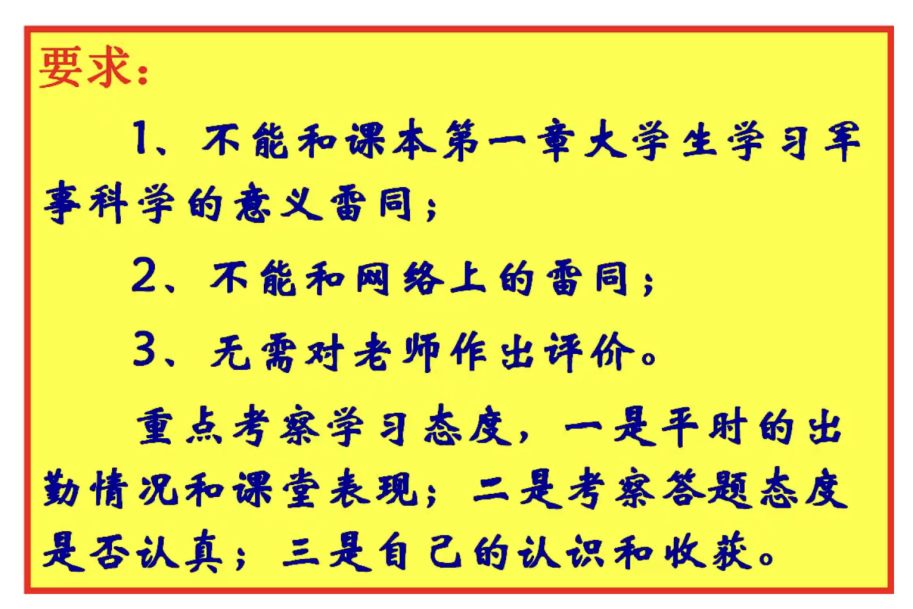 要求：
1、不能和课本第一章大学生学习军
事科学的意义雷同；
2、不能和网络上的雷同；
3、无需对老师作出评价。
重点考察学习态度，一是平时的出
勤情况和课堂表现；二是考察答题态度
是否认真；三是自己的认识和收获。